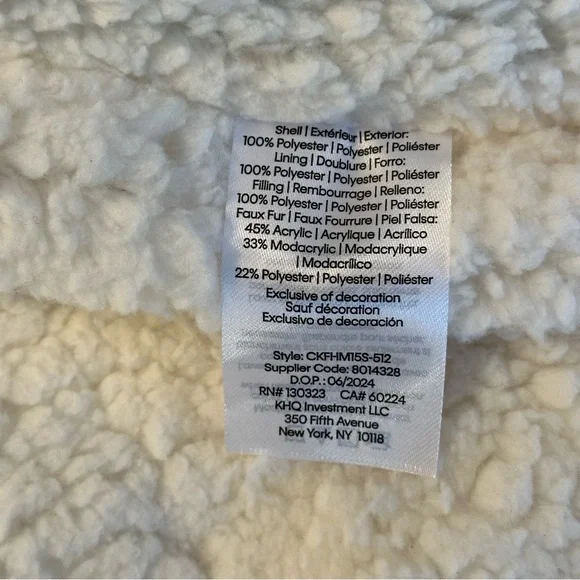 Shell | Extérieur | Exterior:
100% Polyester | Polyester | Poliéster
Lining | Doublure | Forro:
100% Polyester | Polyester | Poliéster
Filling | Rembourrage | Relleno:
100% Polyester | Polyester | Poliéster
Faux Fur | Faux Fourrure | Piel Falsa:
45% Acrylic | Acrylique | Acrílico
33% Modacrylic | Modacrylique
| Modacrílico
22% Polyester | Polyester | Poliéster
Exclusive of decoration
Sauf décoration
Exclusivo de decoración
Style: CKFHM15S-512
Supplier Code: 8014328
D.O.P.: 06/2024
RN# 130323 CA# 60224
KHQ Investment LLC
350 Fifth Avenue
New York, NY 10118